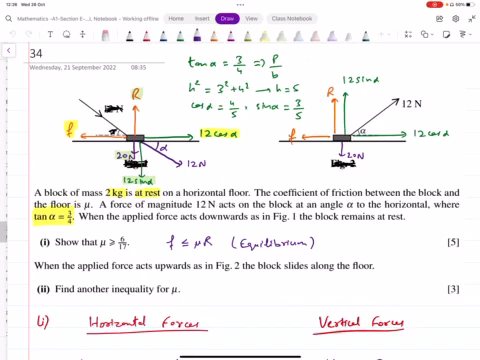 12:28 Wed 26 Oct
6%
Mathematics -A1-Section E-...L Notebook - Working offline
Home Insert Draw View Class Notebook
34
Wednesday, 21 September 2022 08:35
tan α = 3/4 => P/b
h² = 3² + 4² → h = 5
cos α = 4/5 , sin α = 3/5
R
f
12 cos α
20N
α
12N
12 sin α
12 sin α
R
12 N
f
α
12 cos α
20N
A block of mass 2 kg is at rest on a horizontal floor. The coefficient of friction between the block and
the floor is μ. A force of magnitude 12 N acts on the block at an angle α to the horizontal, where
tan α = 3/4. When the applied force acts downwards as in Fig. 1 the block remains at rest.
(i) Show that μ ⩾ 6/17. f ≤ μR (Equilibrium) [5]
When the applied force acts upwards as in Fig. 2 the block slides along the floor.
(ii) Find another inequality for μ. [3]
(i) Horizontal Forces Vertical Forces